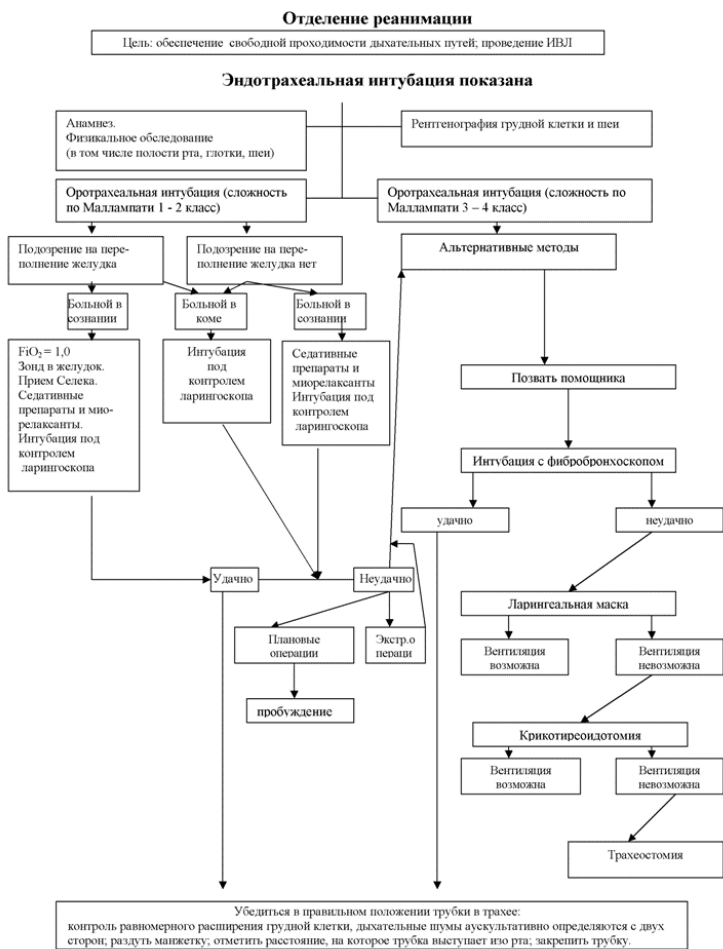 Отделение реанимации
Цель: обеспечение свободной проходимости дыхательных путей; проведение ИВЛ
Эндотрахеальная интубация показана
Анамнез.
Физикальное обследование
(в том числе полости рта, глотки, шеи)
Рентгенография грудной клетки и шеи
Оротрахеальная интубация (сложность
по Маллампати 1 - 2 класс)
Оротрахеальная интубация (сложность по
Маллампати 3 – 4 класс)
Подозрение на пере-
полнение желудка
Подозрение на пере-
полнение желудка нет
Альтернативные методы
Больной в
сознании
Больной в
коме
Больной в
сознании
FiO2 = 1,0
Зонд в желудок.
Прием Селека.
Седативные
препараты и мио-
релаксанты.
Интубация под
контролем
ларингоскопа
Интубация
под
контролем
ларингоскопа
Седативные
препараты и
миорелаксанты
Интубация под
контролем
ларингоскопа
Позвать помощника
Интубация с фибробронхоскопом
удачно
неудачно
Удачно
Неудачно
Ларингеальная маска
Плановые
операции
Экстр.о
пераци
Вентиляция
возможна
Вентиляция
невозможна
пробуждение
Крикотиреоидотомия
Вентиляция
возможна
Вентиляция
невозможна
Трахеостомия
Убедиться в правильном положении трубки в трахее:
контроль равномерного расширения грудной клетки, дыхательные шумы аускультативно определяются с двух
сторон; раздуть манжетку; отметить расстояние, на которое трубка выступает изо рта; закрепить трубку.